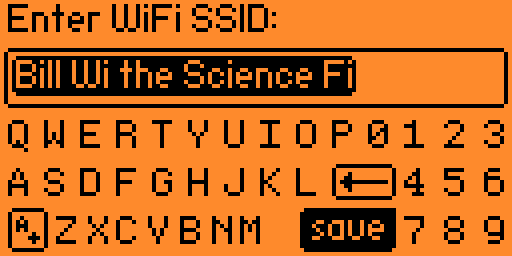 Enter WiFi SSID:
Bill Wi the Science Fi
Q W E R T Y U I O P 0 1 2 3
A S D F G H J K L 4 5 6
A+ Z X C V B N M save 7 8 9